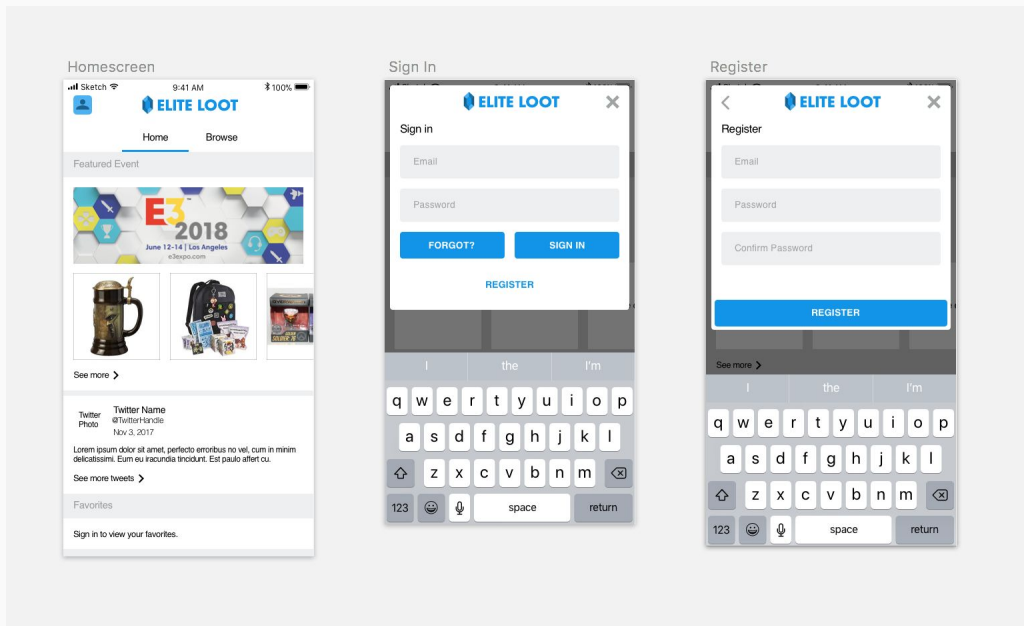 Homescreen
Sketch 9:41 AM 100%
ELITE LOOT
Home Browse
Featured Event
E3
2018
June 12-14 | Los Angeles
e3expo.com
See more
Twitter Photo
Twitter Name
@TwitterHandle
Nov 3, 2017
Lorem ipsum dolor sit amet, perfecto erroribus no vel, cum in minim
delicatissimi. Eum eu iracundia tincidunt. Est paulo affert cu.
See more tweets
Favorites
Sign in to view your favorites.
Sign In
ELITE LOOT
Sign in
Email
Password
FORGOT? SIGN IN
REGISTER
I the I'm
q w e r t y u i o p
a s d f g h j k l
z x c v b n m
123 space return
Register
ELITE LOOT
Register
Email
Password
Confirm Password
REGISTER
See more
I the I'm
q w e r t y u i o p
a s d f g h j k l
z x c v b n m
123 space return